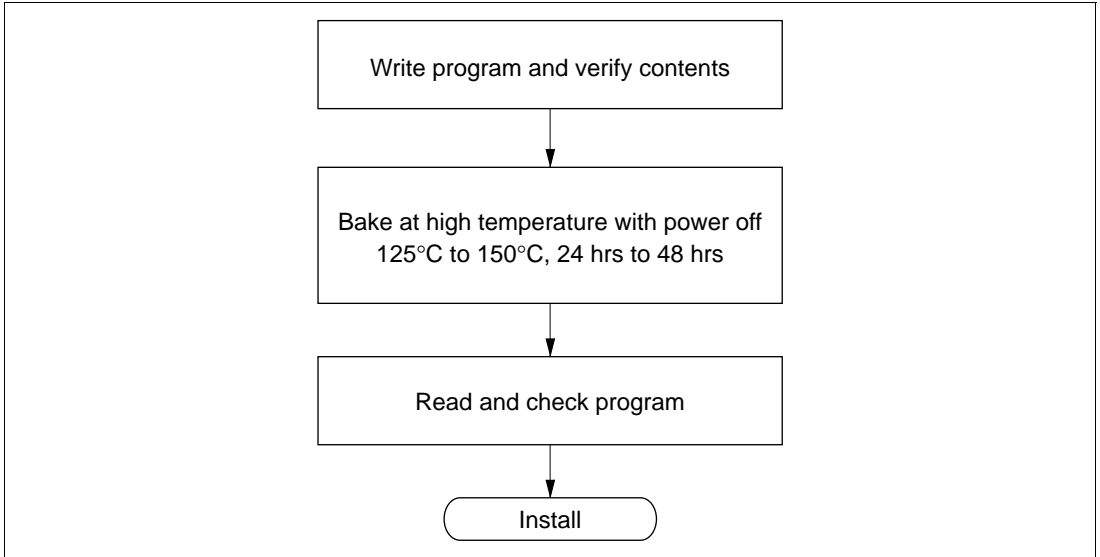 Write program and verify contents
Bake at high temperature with power off
125°C to 150°C, 24 hrs to 48 hrs
Read and check program
Install